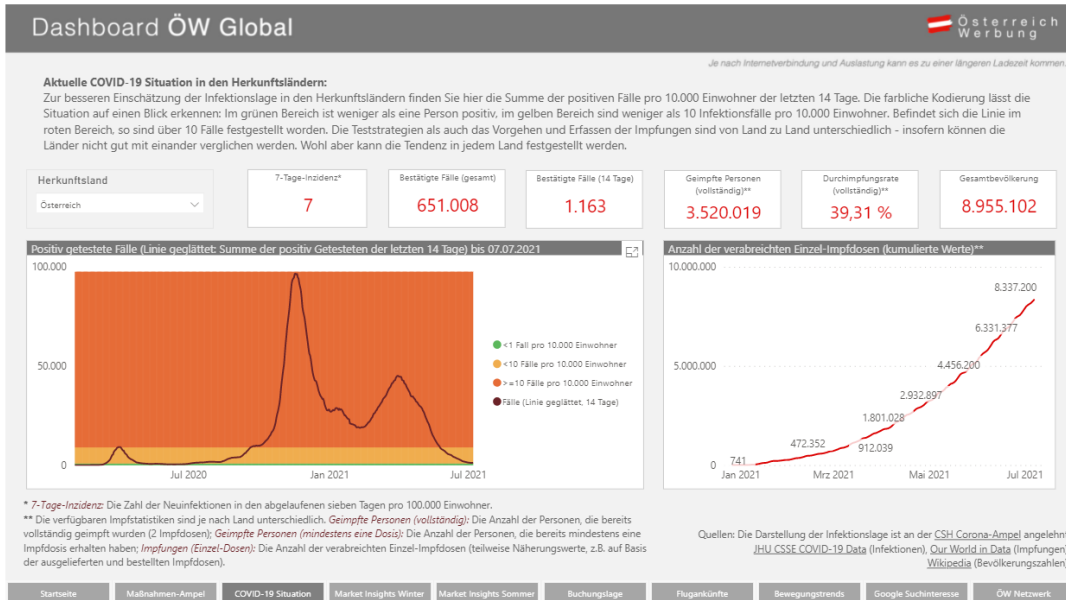 Dashboard ÖW Global
Österreich
Werbung
Je nach Internetverbindung und Auslastung kann es zu einer längeren Ladezeit kommen.
Aktuelle COVID-19 Situation in den Herkunftsländern:
Zur besseren Einschätzung der Infektionslage in den Herkunftsländern finden Sie hier die Summe der positiven Fälle pro 10.000 Einwohner der letzten 14 Tage. Die farbliche Kodierung lässt die
Situation auf einen Blick erkennen: Im grünen Bereich ist weniger als eine Person positiv, im gelben Bereich sind weniger als 10 Infektionsfälle pro 10.000 Einwohner. Befindet sich die Linie im
roten Bereich, so sind über 10 Fälle festgestellt worden. Die Teststrategien als auch das Vorgehen und Erfassen der Impfungen sind von Land zu Land unterschiedlich - insofern können die
Länder nicht gut mit einander verglichen werden. Wohl aber kann die Tendenz in jedem Land festgestellt werden.
Herkunftsland
Österreich
7-Tage-Inzidenz*
7
Bestätigte Fälle (gesamt)
651.008
Bestätigte Fälle (14 Tage)
1.163
Geimpfte Personen
(vollständig)**
3.520.019
Durchimpfungsrate
(vollständig)**
39,31 %
Gesamtbevölkerung
8.955.102
Positiv getestete Fälle (Linie geglättet: Summe der positiv Getesteten der letzten 14 Tage) bis 07.07.2021
100.000
50.000
0
Jul 2020
Jan 2021
Jul 2021
<1 Fall pro 10.000 Einwohner
<10 Fälle pro 10.000 Einwohner
>=10 Fälle pro 10.000 Einwohner
Fälle (Linie geglättet, 14 Tage)
Anzahl der verabreichten Einzel-Impfdosen (kumulierte Werte)**
10.000.000
5.000.000
0
741
472.352
912.039
1.801.028
2.932.897
4.456.200
6.331.377
8.337.200
Jan 2021
Mrz 2021
Mai 2021
Jul 2021
* 7-Tage-Inzidenz: Die Zahl der Neuinfektionen in den abgelaufenen sieben Tagen pro 100.000 Einwohner.
** Die verfügbaren Impfstatistiken sind je nach Land unterschiedlich. Geimpfte Personen (vollständig): Die Anzahl der Personen, die bereits
vollständig geimpft wurden (2 Impfdosen); Geimpfte Personen (mindestens eine Dosis): Die Anzahl der Personen, die bereits mindestens eine
Impfdosis erhalten haben; Impfungen (Einzel-Dosen): Die Anzahl der verabreichten Einzel-Impfdosen (teilweise Näherungswerte, z.B. auf Basis
der ausgelieferten und bestellten Impfdosen).
Quellen: Die Darstellung der Infektionslage ist an der CSH Corona-Ampel angelehnt
JHU CSSE COVID-19 Data (Infektionen), Our World in Data (Impfungen)
Wikipedia (Bevölkerungszahlen)
Startseite
Maßnahmen-Ampel
COVID-19 Situation
Market Insights Winter
Market Insights Sommer
Buchungslage
Flugankünfte
Bewegungstrends
Google Suchinteresse
ÖW Netzwerk